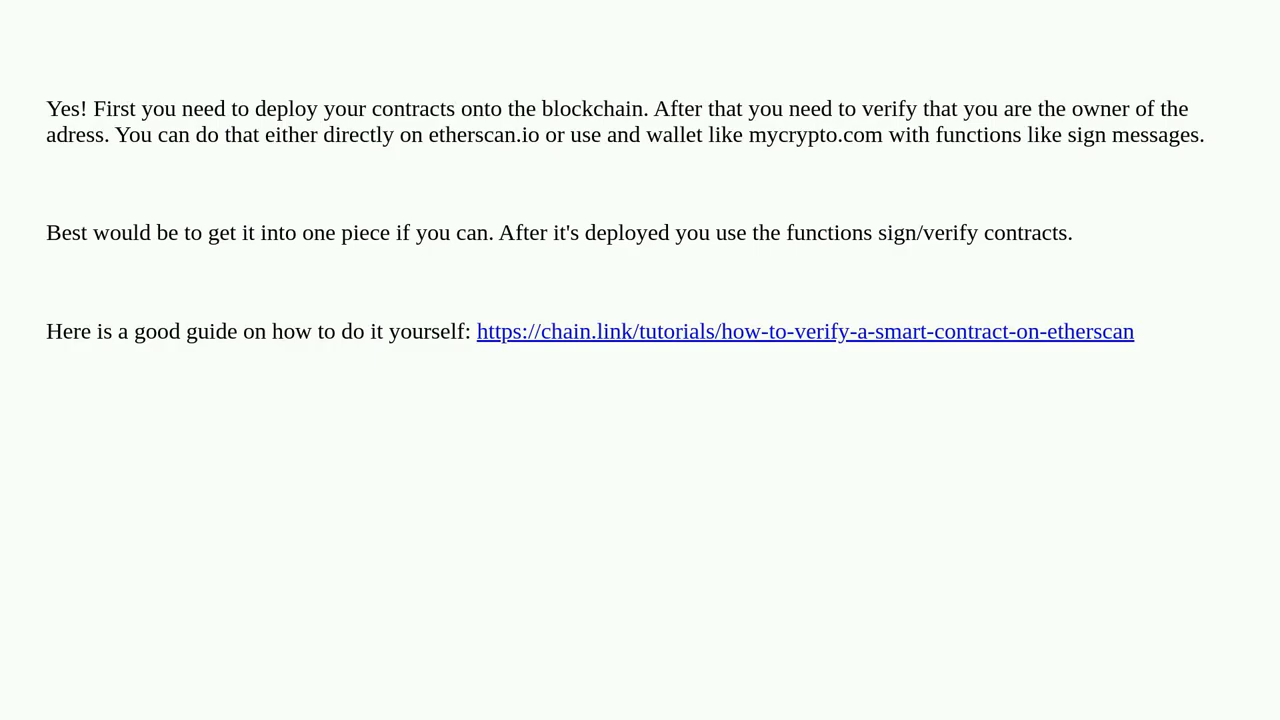 Yes! First you need to deploy your contracts onto the blockchain. After that you need to verify that you are the owner of the
adress. You can do that either directly on etherscan.io or use and wallet like mycrypto.com with functions like sign messages.
Best would be to get it into one piece if you can. After it's deployed you use the functions sign/verify contracts.
Here is a good guide on how to do it yourself: https://chain.link/tutorials/how-to-verify-a-smart-contract-on-etherscan